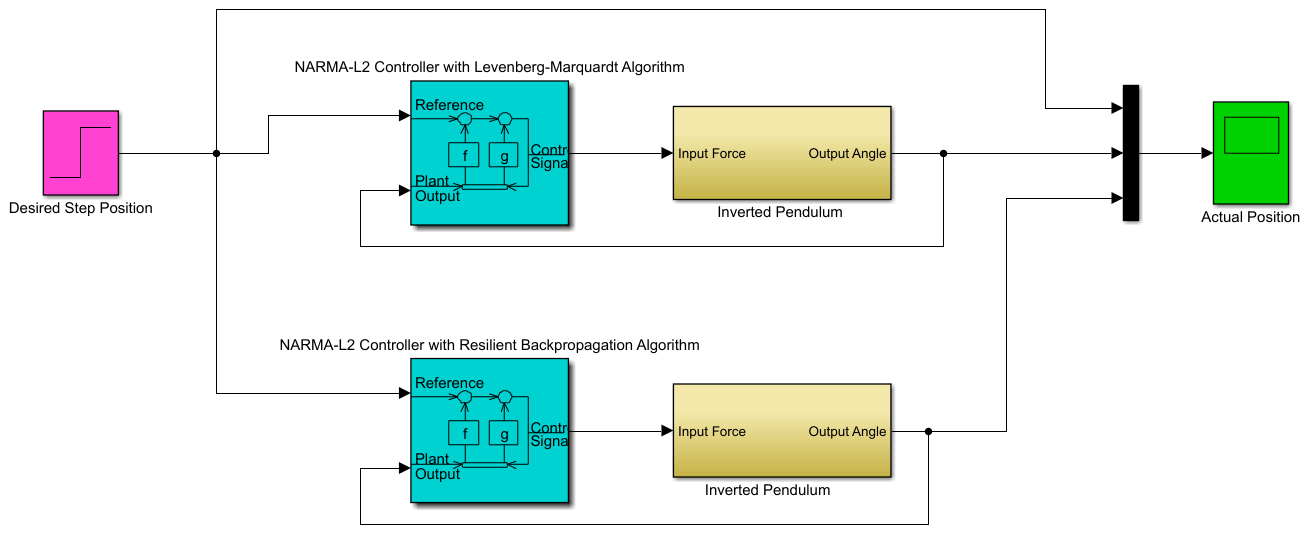 NARMA-L2 Controller with Levenberg-Marquardt Algorithm
Reference
f
g
Contr
Signa
Plant
Output
Input Force
Output Angle
Inverted Pendulum
Desired Step Position
Actual Position
NARMA-L2 Controller with Resilient Backpropagation Algorithm
Reference
f
g
Contr
Signa
Plant
Output
Input Force
Output Angle
Inverted Pendulum